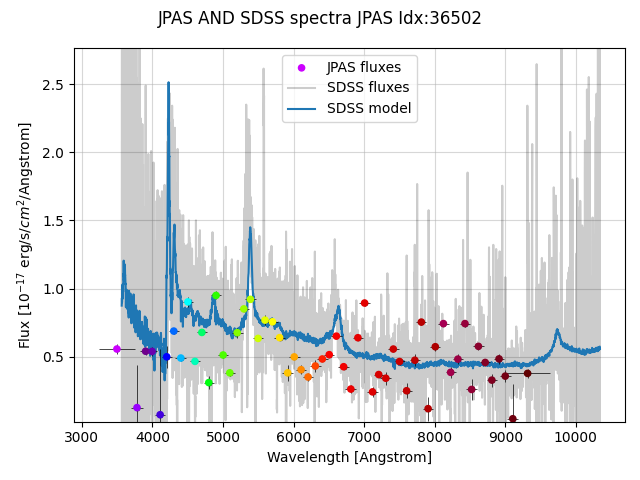 JPAS AND SDSS spectra JPAS Idx:36502
JPAS fluxes
SDSS fluxes
SDSS model
Flux [10⁻¹⁷ erg/s/cm²/Angstrom]
2.5
2.0
1.5
1.0
0.5
3000 4000 5000 6000 7000 8000 9000 10000
Wavelength [Angstrom]